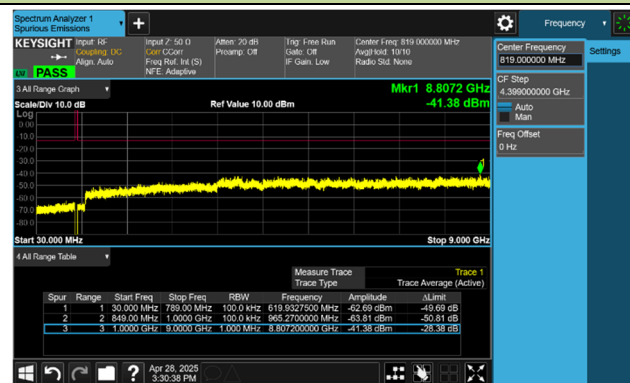 Spectrum Analyzer 1
Spurious Emissions
Frequency
KEYSIGHT Input: RF Input Z: 50 Ω Atten: 20 dB Trig: Free Run Center Freq: 819.000000 MHz
Coupling: DC Corr CCorr Preamp: Off Gate: Off Avg|Hold: 10/10
Align: Auto Freq Ref: Int (S) IF Gain: Low Radio Std: None
NFE: Adaptive
PASS
Center Frequency
819.000000 MHz
Settings
CF Step
4.399000000 GHz
Auto
Man
Freq Offset
0 Hz
3 All Range Graph
Mkr1 8.8072 GHz
Scale/Div 10.0 dB Ref Value 10.00 dBm -41.38 dBm
Log
0.00
-10.0
-20.0
-30.0
-40.0
-50.0
-60.0
-70.0
-80.0
1
Start 30.000 MHz Stop 9.000 GHz
4 All Range Table
Measure Trace Trace 1
Trace Type Trace Average (Active)
Spur Range Start Freq Stop Freq RBW Frequency Amplitude ΔLimit
1 1 30.000 MHz 789.00 MHz 100.0 kHz 619.9327500 MHz -62.69 dBm -49.69 dB
2 2 849.00 MHz 1.0000 GHz 100.0 kHz 965.2700000 MHz -63.81 dBm -50.81 dB
3 3 1.0000 GHz 9.0000 GHz 1.000 MHz 8.807200000 GHz -41.38 dBm -28.38 dB
Apr 28, 2025
3:30:38 PM